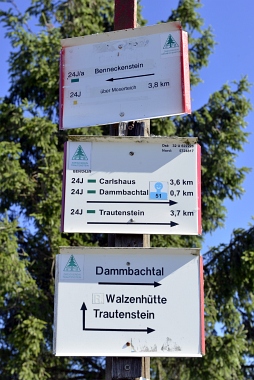 24J/a Benneckenstein
24J über Moserteich 3,8 km
24J Carlshaus 3,6 km
24J Dammbachtal 51 0,7 km
24J Trautenstein 3,7 km
Dammbachtal
Walzenhütte
Trautenstein